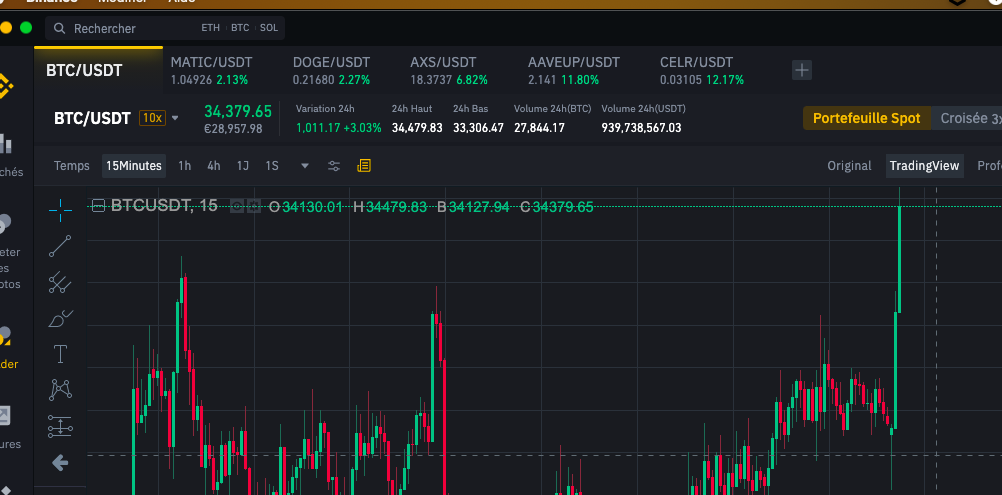 Binance Modifier Aide
Rechercher ETH · BTC · SOL
BTC/USDT
MATIC/USDT
1.04926 2.13%
DOGE/USDT
0.21680 2.27%
AXS/USDT
18.3737 6.82%
AAVEUP/USDT
2.141 11.80%
CELR/USDT
0.03105 12.17%
+
BTC/USDT 10x
34,379.65
€28,957.98
Variation 24h
1,011.17 +3.03%
24h Haut
34,479.83
24h Bas
33,306.47
Volume 24h(BTC)
27,844.17
Volume 24h(USDT)
939,738,567.03
Portefeuille Spot Croisée 3x
Temps 15Minutes 1h 4h 1J 1S
Original TradingView Prof
BTCUSDT, 15 O34130.01 H34479.83 B34127.94 C34379.65
chés
eter
es
ptos
der
ures
T